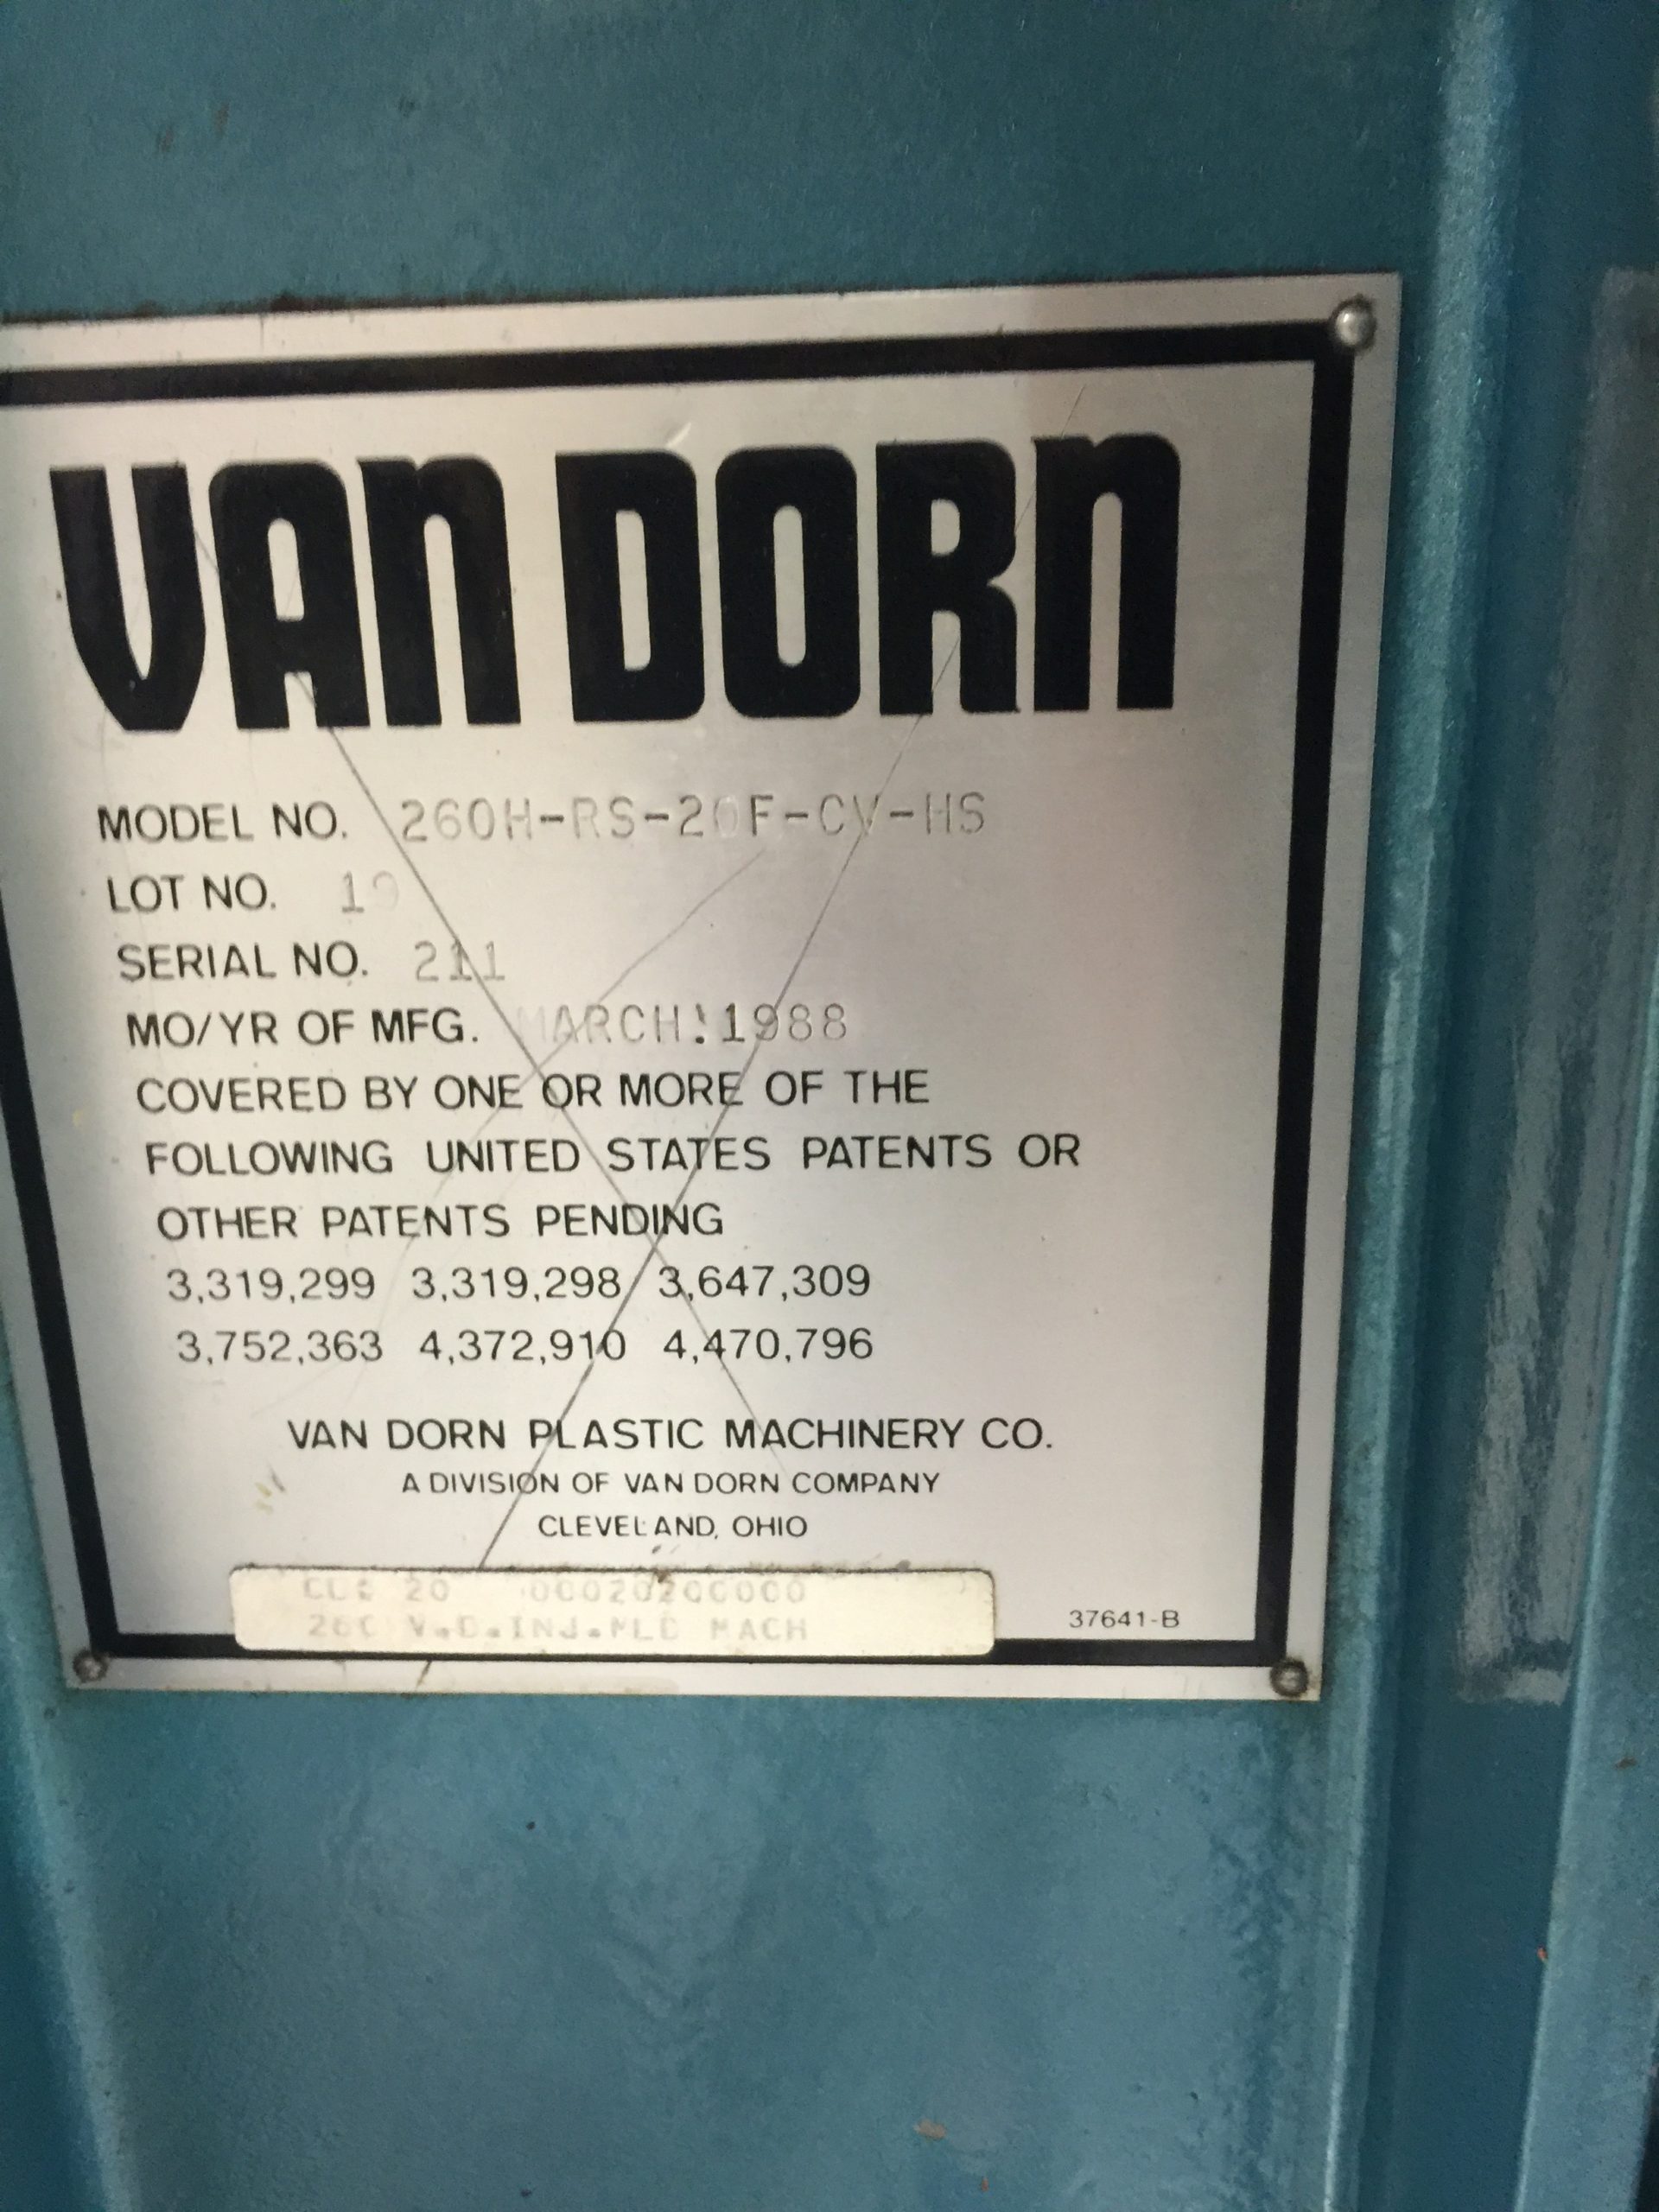 VAN DORN
MODEL NO. 260H-RS-20F-CV-HS
LOT NO. 19
SERIAL NO. 211
MO/YR OF MFG. MARCH 1988
COVERED BY ONE OR MORE OF THE
FOLLOWING UNITED STATES PATENTS OR
OTHER PATENTS PENDING
3,319,299 3,319,298 3,647,309
3,752,363 4,372,910 4,470,796
VAN DORN PLASTIC MACHINERY CO.
A DIVISION OF VAN DORN COMPANY
CLEVELAND, OHIO
20 00020200000
V.D.INJ.MLD MACH
37641-B